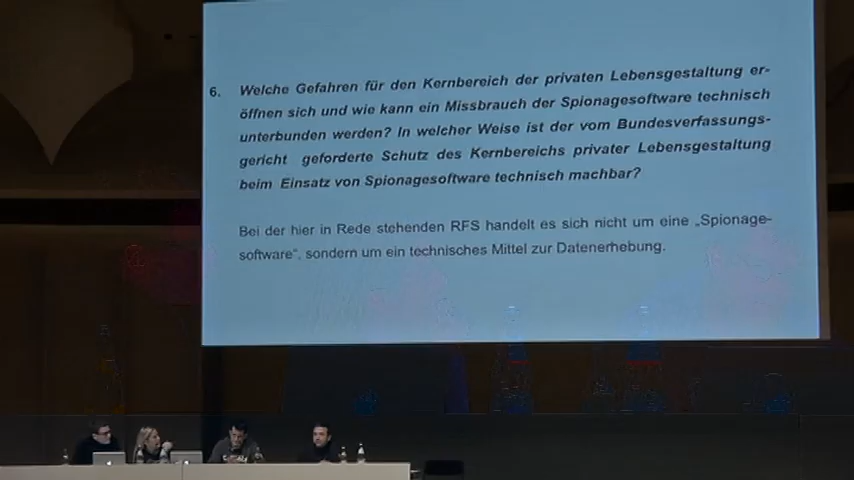 6. Welche Gefahren für den Kernbereich der privaten Lebensgestaltung er-
öffnen sich und wie kann ein Missbrauch der Spionagesoftware technisch
unterbunden werden? In welcher Weise ist der vom Bundesverfassungs-
gericht geforderte Schutz des Kernbereichs privater Lebensgestaltung
beim Einsatz von Spionagesoftware technisch machbar?
Bei der hier in Rede stehenden RFS handelt es sich nicht um eine „Spionage-
software“, sondern um ein technisches Mittel zur Datenerhebung.